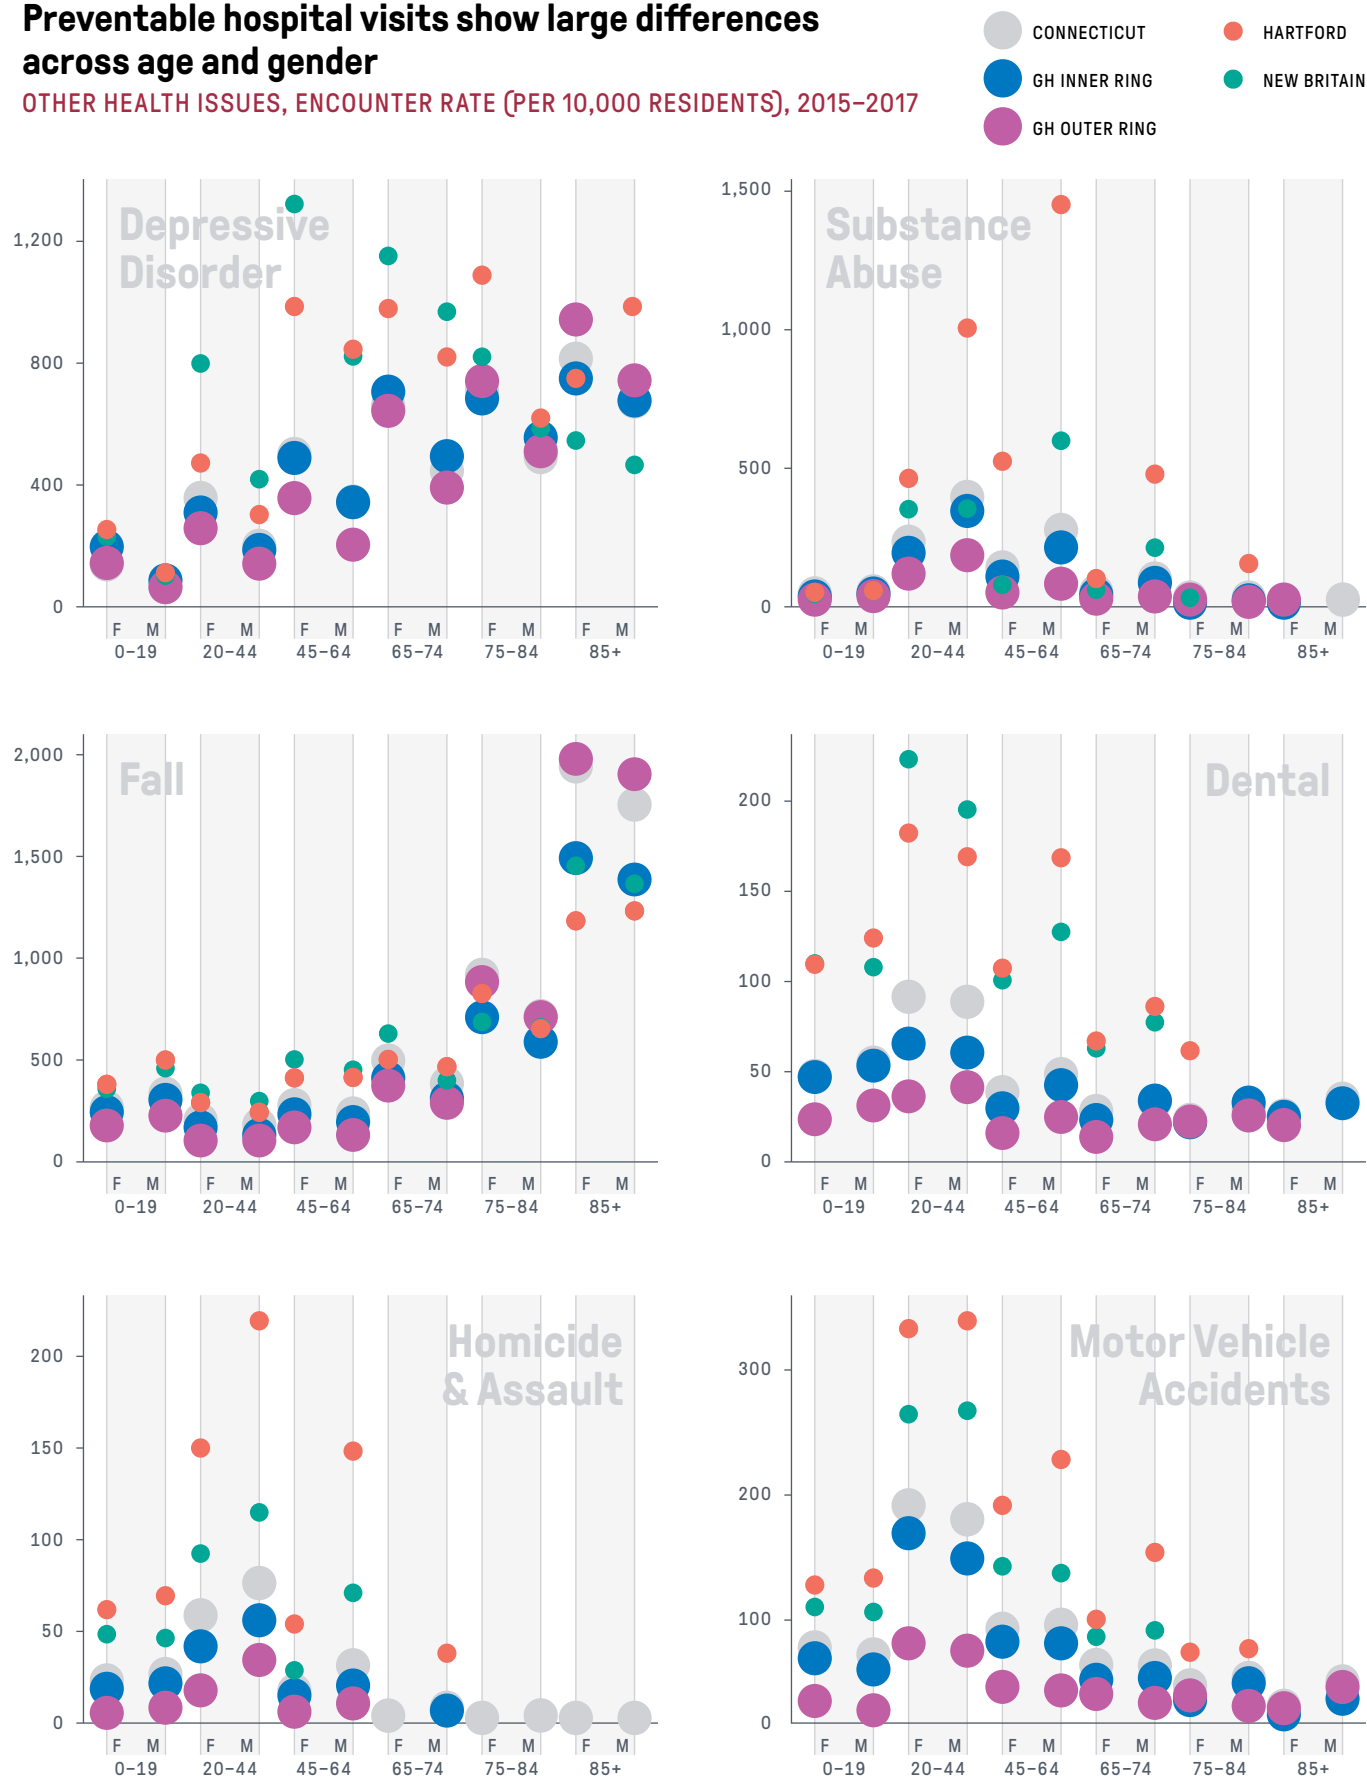 Preventable hospital visits show large differences
across age and gender
OTHER HEALTH ISSUES, ENCOUNTER RATE (PER 10,000 RESIDENTS), 2015–2017
CONNECTICUT
HARTFORD
GH INNER RING
NEW BRITAIN
GH OUTER RING
Depressive
Disorder
1,200
800
400
0
F M F M F M F M F M F M
0–19 20–44 45–64 65–74 75–84 85+
Substance
Abuse
1,500
1,000
500
0
F M F M F M F M F M F M
0–19 20–44 45–64 65–74 75–84 85+
Fall
2,000
1,500
1,000
500
0
F M F M F M F M F M F M
0–19 20–44 45–64 65–74 75–84 85+
Dental
200
150
100
50
0
F M F M F M F M F M F M
0–19 20–44 45–64 65–74 75–84 85+
Homicide
& Assault
200
150
100
50
0
F M F M F M F M F M F M
0–19 20–44 45–64 65–74 75–84 85+
Motor Vehicle
Accidents
300
200
100
0
F M F M F M F M F M F M
0–19 20–44 45–64 65–74 75–84 85+